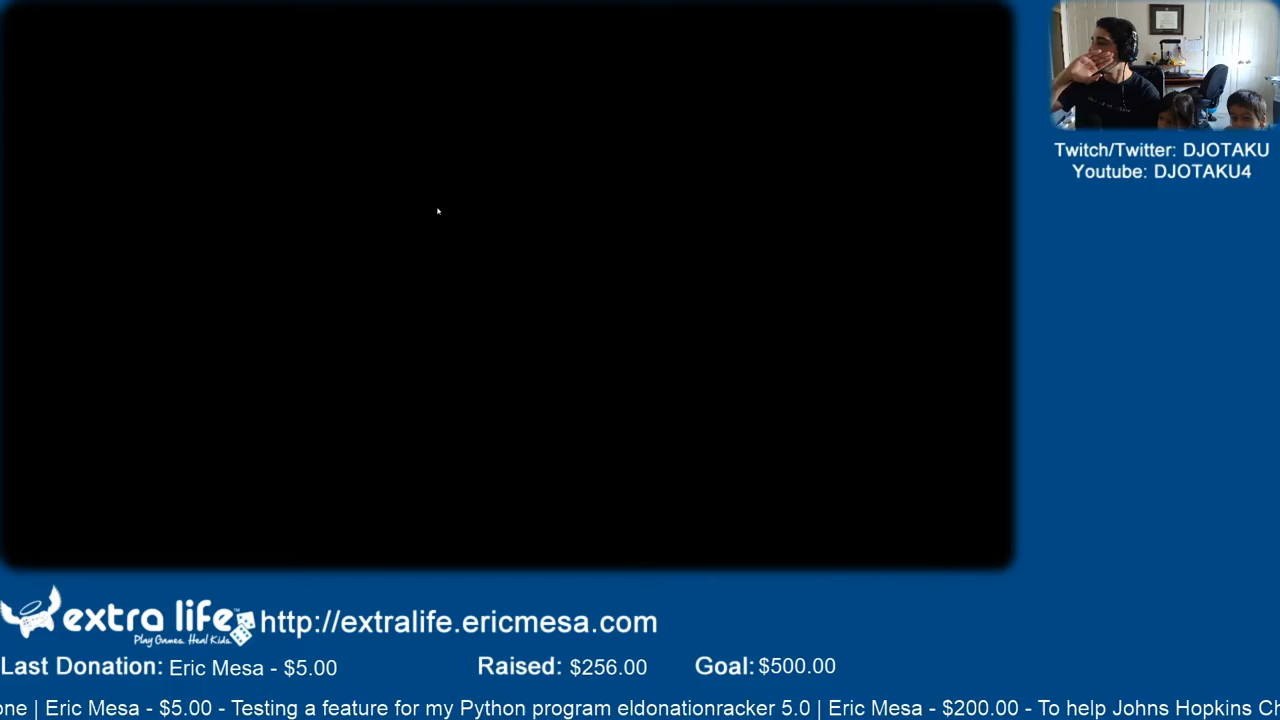 Twitch/Twitter: DJOTAKU
Youtube: DJOTAKU4
extra life™ http://extralife.ericmesa.com
Play Games. Heal Kids.
Last Donation: Eric Mesa - $5.00 Raised: $256.00 Goal: $500.00
one | Eric Mesa - $5.00 - Testing a feature for my Python program eldonationracker 5.0 | Eric Mesa - $200.00 - To help Johns Hopkins Ch